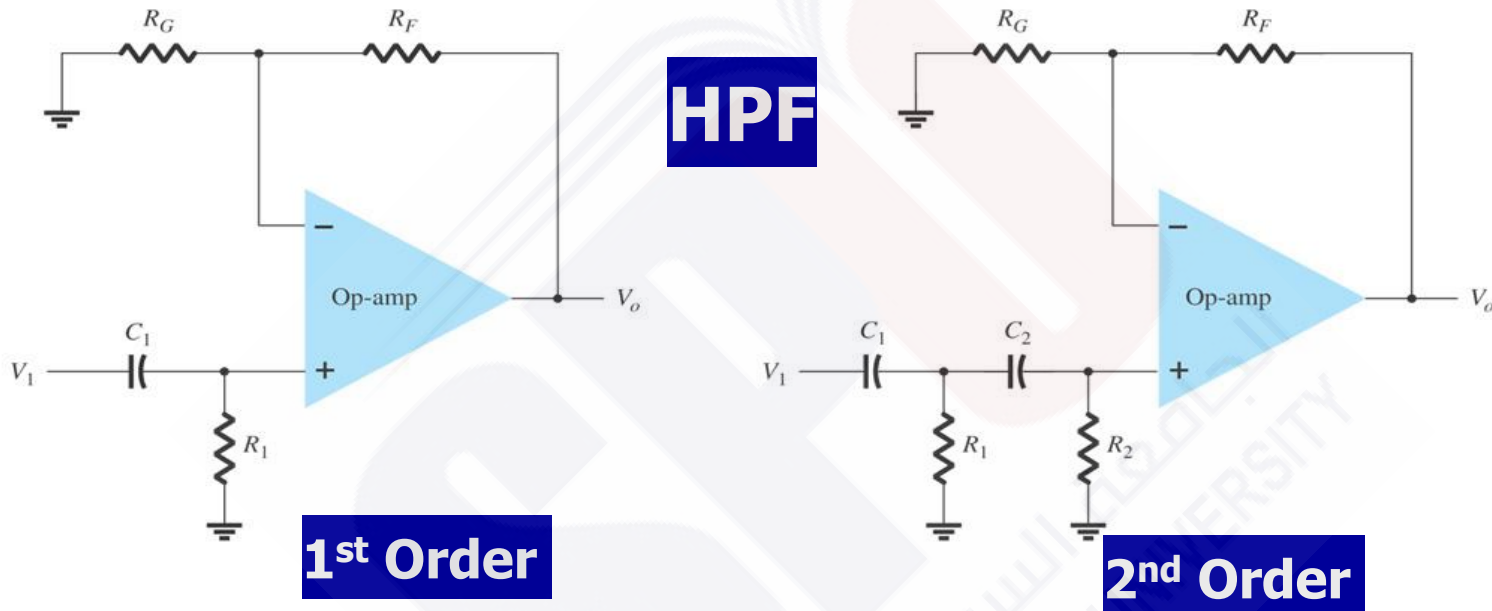 R_G R_F
R_G R_F
HPF
−
−
Op-amp
Op-amp
V_o
V_o
C_1
C_1 C_2
V_1
V_1
+
+
R_1
R_1 R_2
1st Order
2nd Order
UNIVERSITY